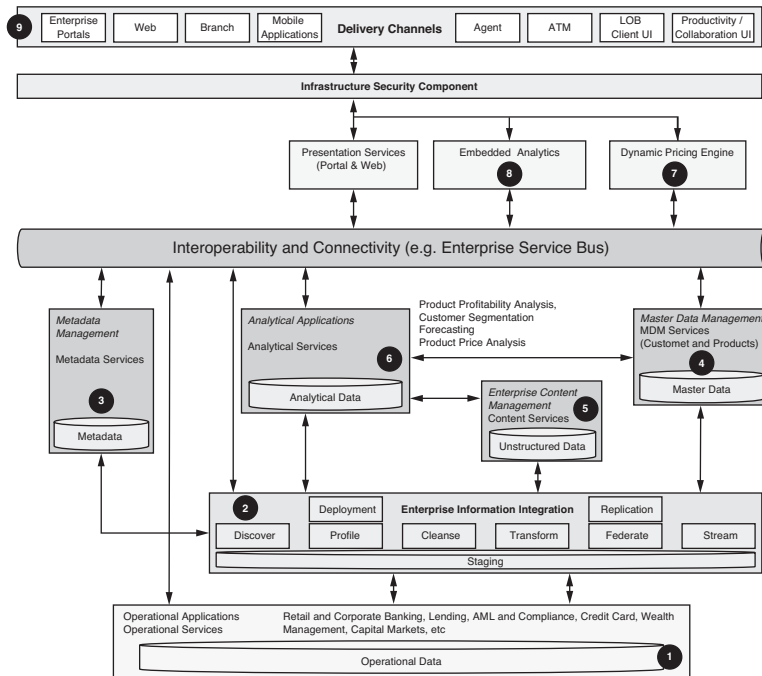 9
Enterprise
Portals
Web
Branch
Mobile
Applications
Delivery Channels
Agent
ATM
LOB
Client UI
Productivity /
Collaboration UI
Infrastructure Security Component
Presentation Services
(Portal & Web)
Embedded Analytics
8
Dynamic Pricing Engine
7
Interoperability and Connectivity (e.g. Enterprise Service Bus)
Metadata
Management
Metadata Services
3
Metadata
Analytical Applications
Analytical Services
6
Analytical Data
Product Profitability Analysis,
Customer Segmentation
Forecasting
Product Price Analysis
Master Data Management
MDM Services
(Customet and Products)
4
Master Data
Enterprise Content
Management
Content Services
5
Unstructured Data
2
Deployment
Enterprise Information Integration
Replication
Discover
Profile
Cleanse
Transform
Federate
Stream
Staging
Operational Applications
Operational Services
Retail and Corporate Banking, Lending, AML and Compliance, Credit Card, Wealth
Management, Capital Markets, etc
1
Operational Data